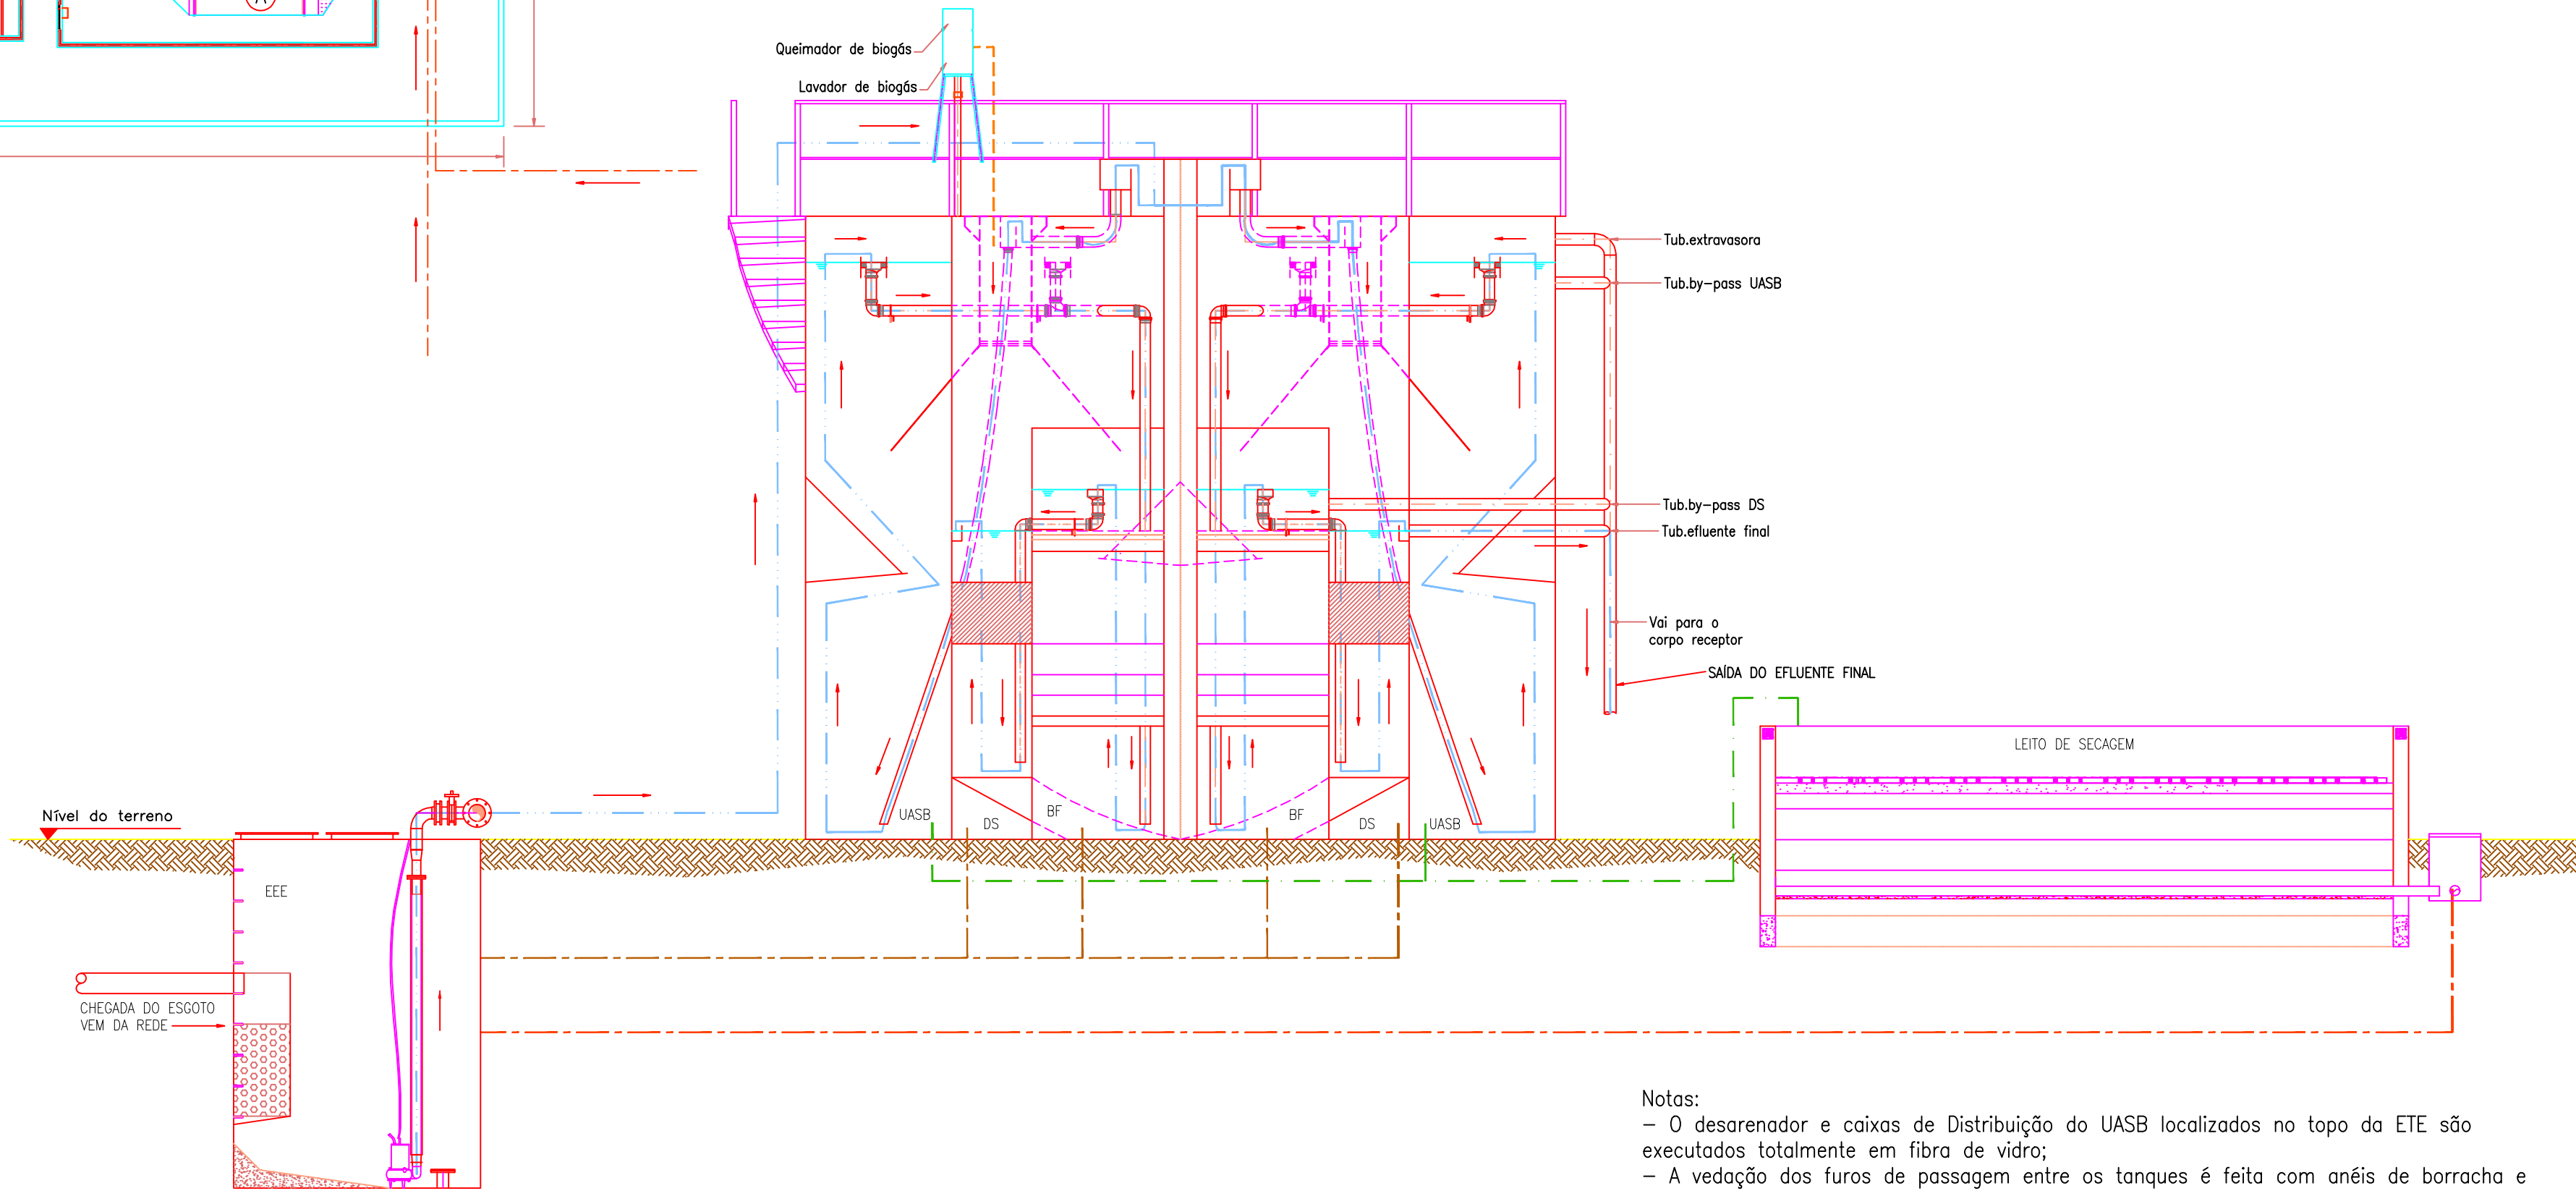 Queimador de biogás
Lavador de biogás
Tub.extravasora
Tub.by-pass UASB
Tub.by-pass DS
Tub.efluente final
Vai para o
corpo receptor
SAÍDA DO EFLUENTE FINAL
LEITO DE SECAGEM
Nível do terreno
UASB
DS
BF
BF
DS
UASB
EEE
CHEGADA DO ESGOTO
VEM DA REDE
Notas:
- O desarenador e caixas de Distribuição do UASB localizados no topo da ETE são
executados totalmente em fibra de vidro;
- A vedação dos furos de passagem entre os tanques é feita com anéis de borracha e